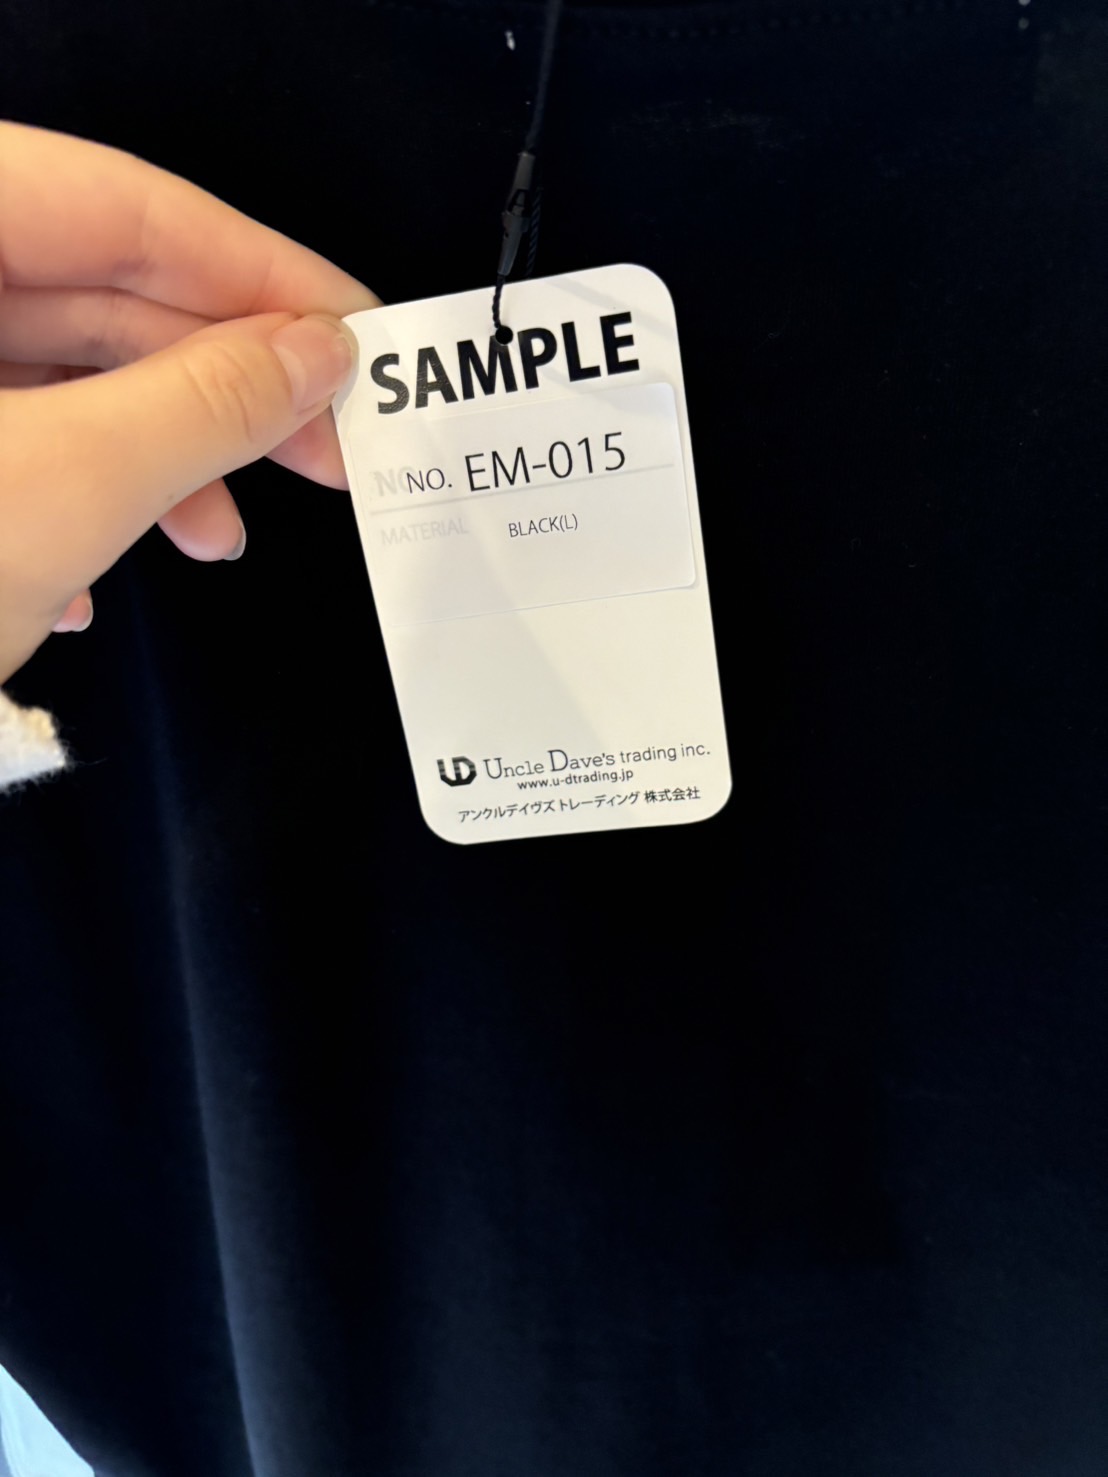 SAMPLE
NO. EM-015
MATERIAL BLACK(L)
UD Uncle Dave's trading inc.
www.u-dtrading.jp
アンクルデイヴズ トレーディング 株式会社